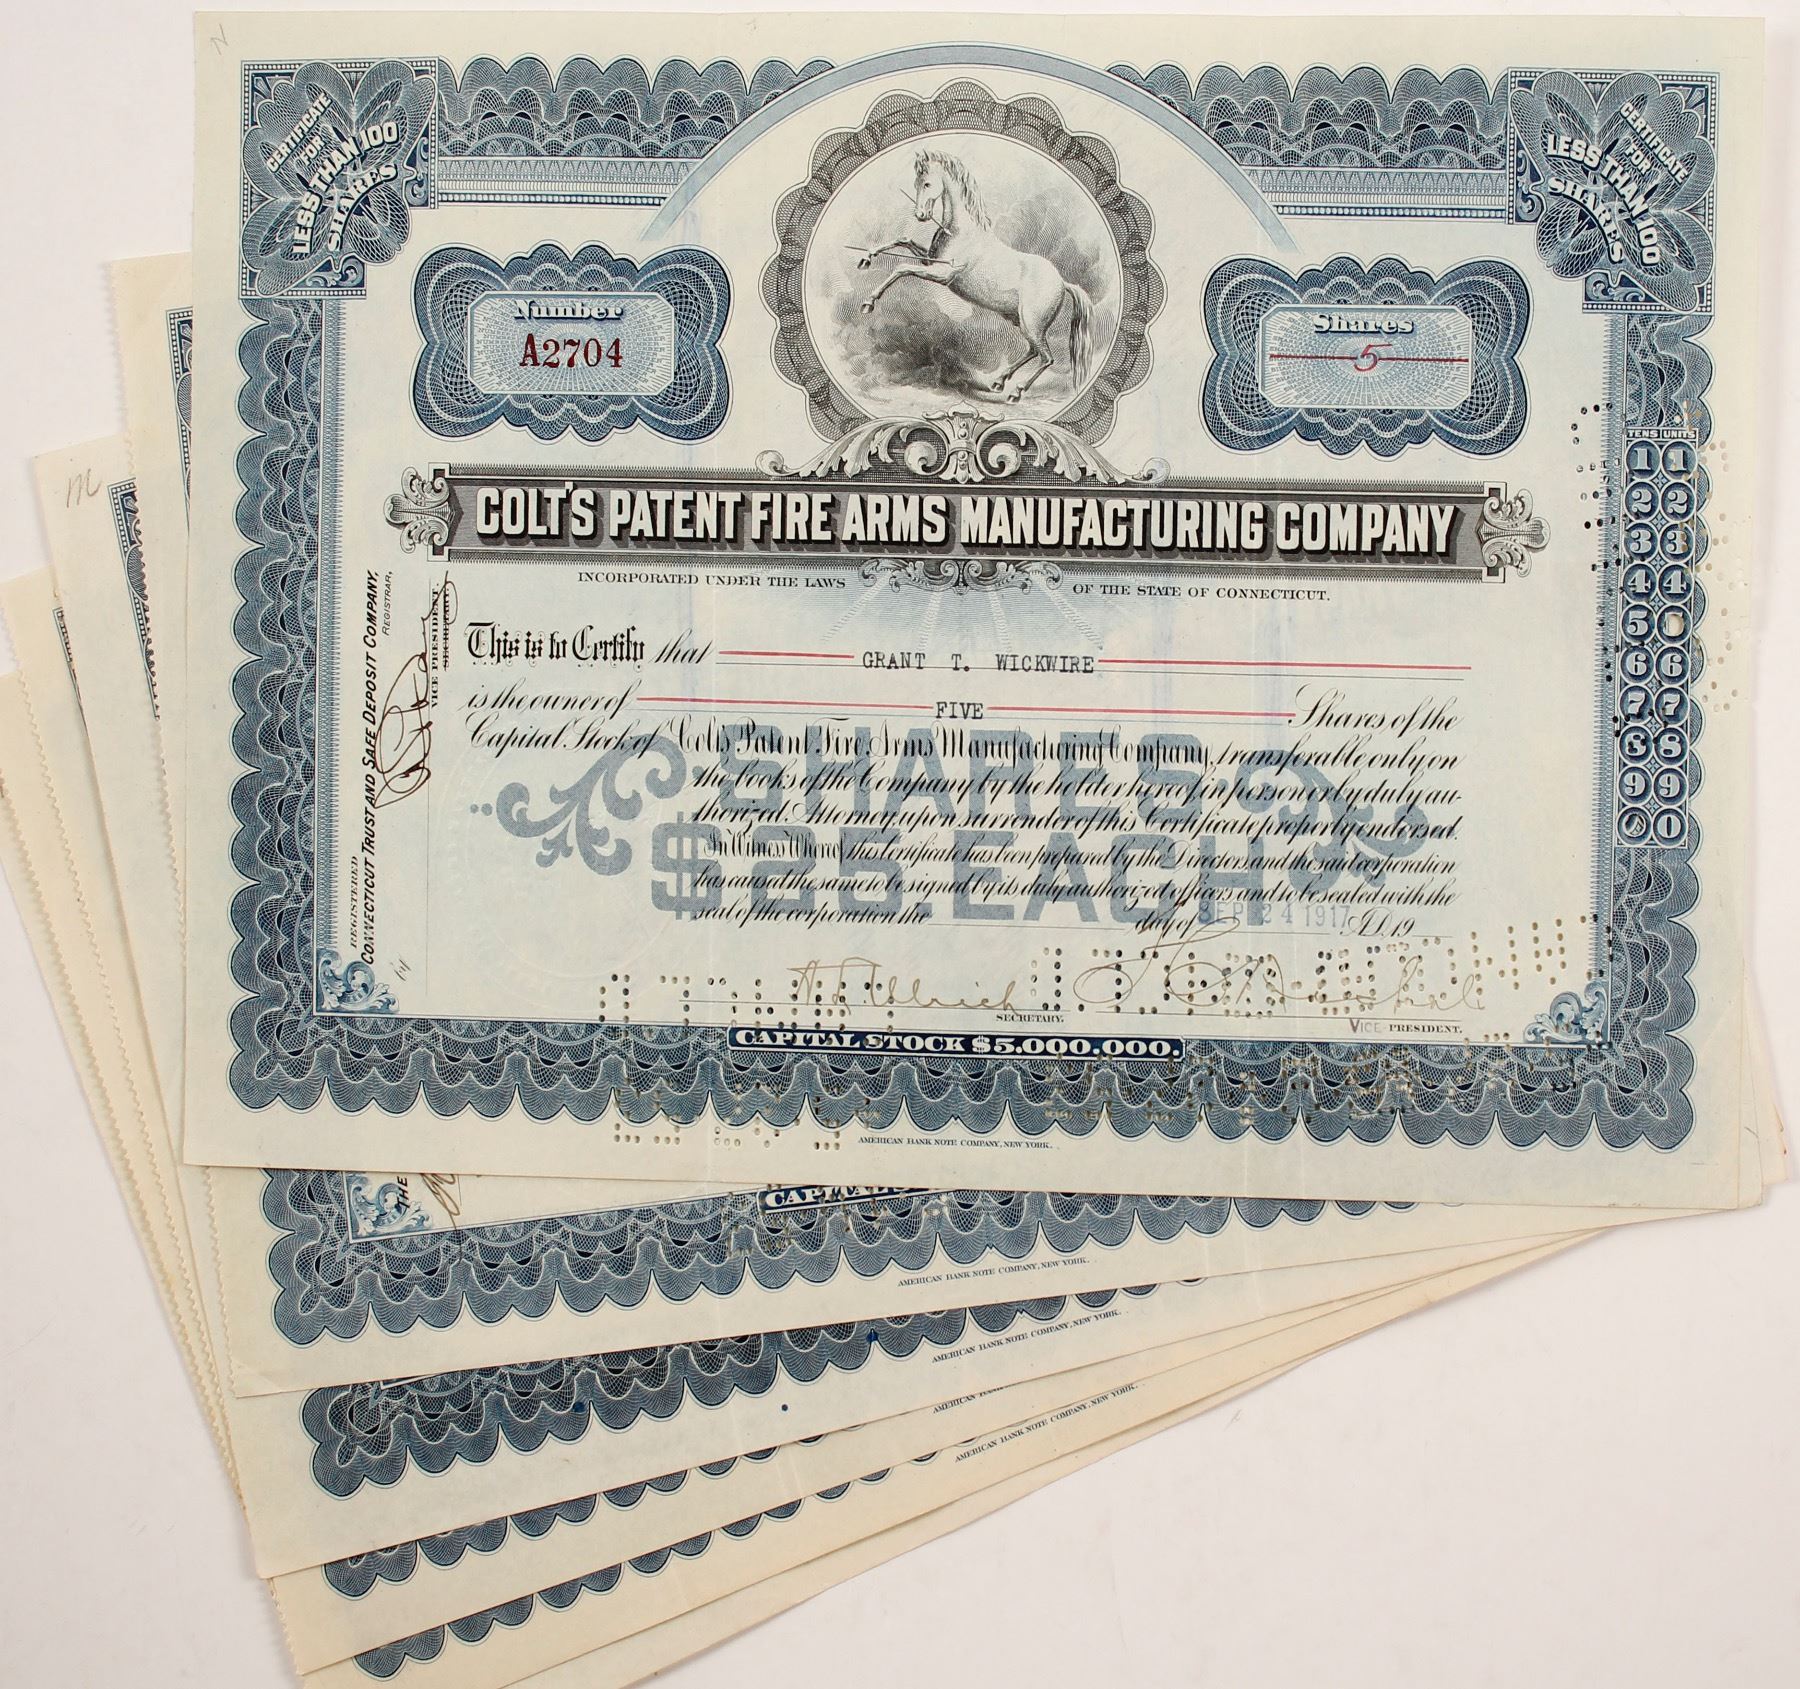 CERTIFICATE
FOR
LESS THAN 100
SHARES
CERTIFICATE
FOR
LESS THAN 100
SHARES
Number
A2704
Shares
5
COLT'S PATENT FIRE ARMS MANUFACTURING COMPANY
INCORPORATED UNDER THE LAWS OF THE STATE OF CONNECTICUT.
This is to Certify that GRANT T. WICKWIRE
is the owner of FIVE Shares of the
Capital Stock of Colt's Patent Fire Arms Manufacturing Company, transferable only on
the books of the Company by the holder hereof in person or by duly au-
thorized Attorney, upon surrender of this Certificate properly endorsed.
In Witness Whereof this Certificate has been prepared by the Directors and the said corporation
has caused the same to be signed by its duly authorized officers and to be sealed with the
seal of the corporation the day of SEP 24 1917 A.D. 19
SHARES
$25. EACH
SECRETARY.
VICE PRESIDENT.
CAPITAL STOCK $5,000,000.
AMERICAN BANK NOTE COMPANY, NEW YORK.
REGISTERED
CONNECTICUT TRUST AND SAFE DEPOSIT COMPANY,
REGISTRAR,
VICE PRESIDENT
SECRETARY
TENS UNITS
1 1
2 2
3 3
4 4
5
6 6
7 7
8 8
9 9
0 0
THE
CAPITAL
AMERICAN BANK NOTE COMPANY, NEW YORK.
AMERICAN BANK NOTE COMPANY, NEW YORK.
AMERICAN BANK
AMERICAN BANK NOTE COMPANY, NEW YORK.